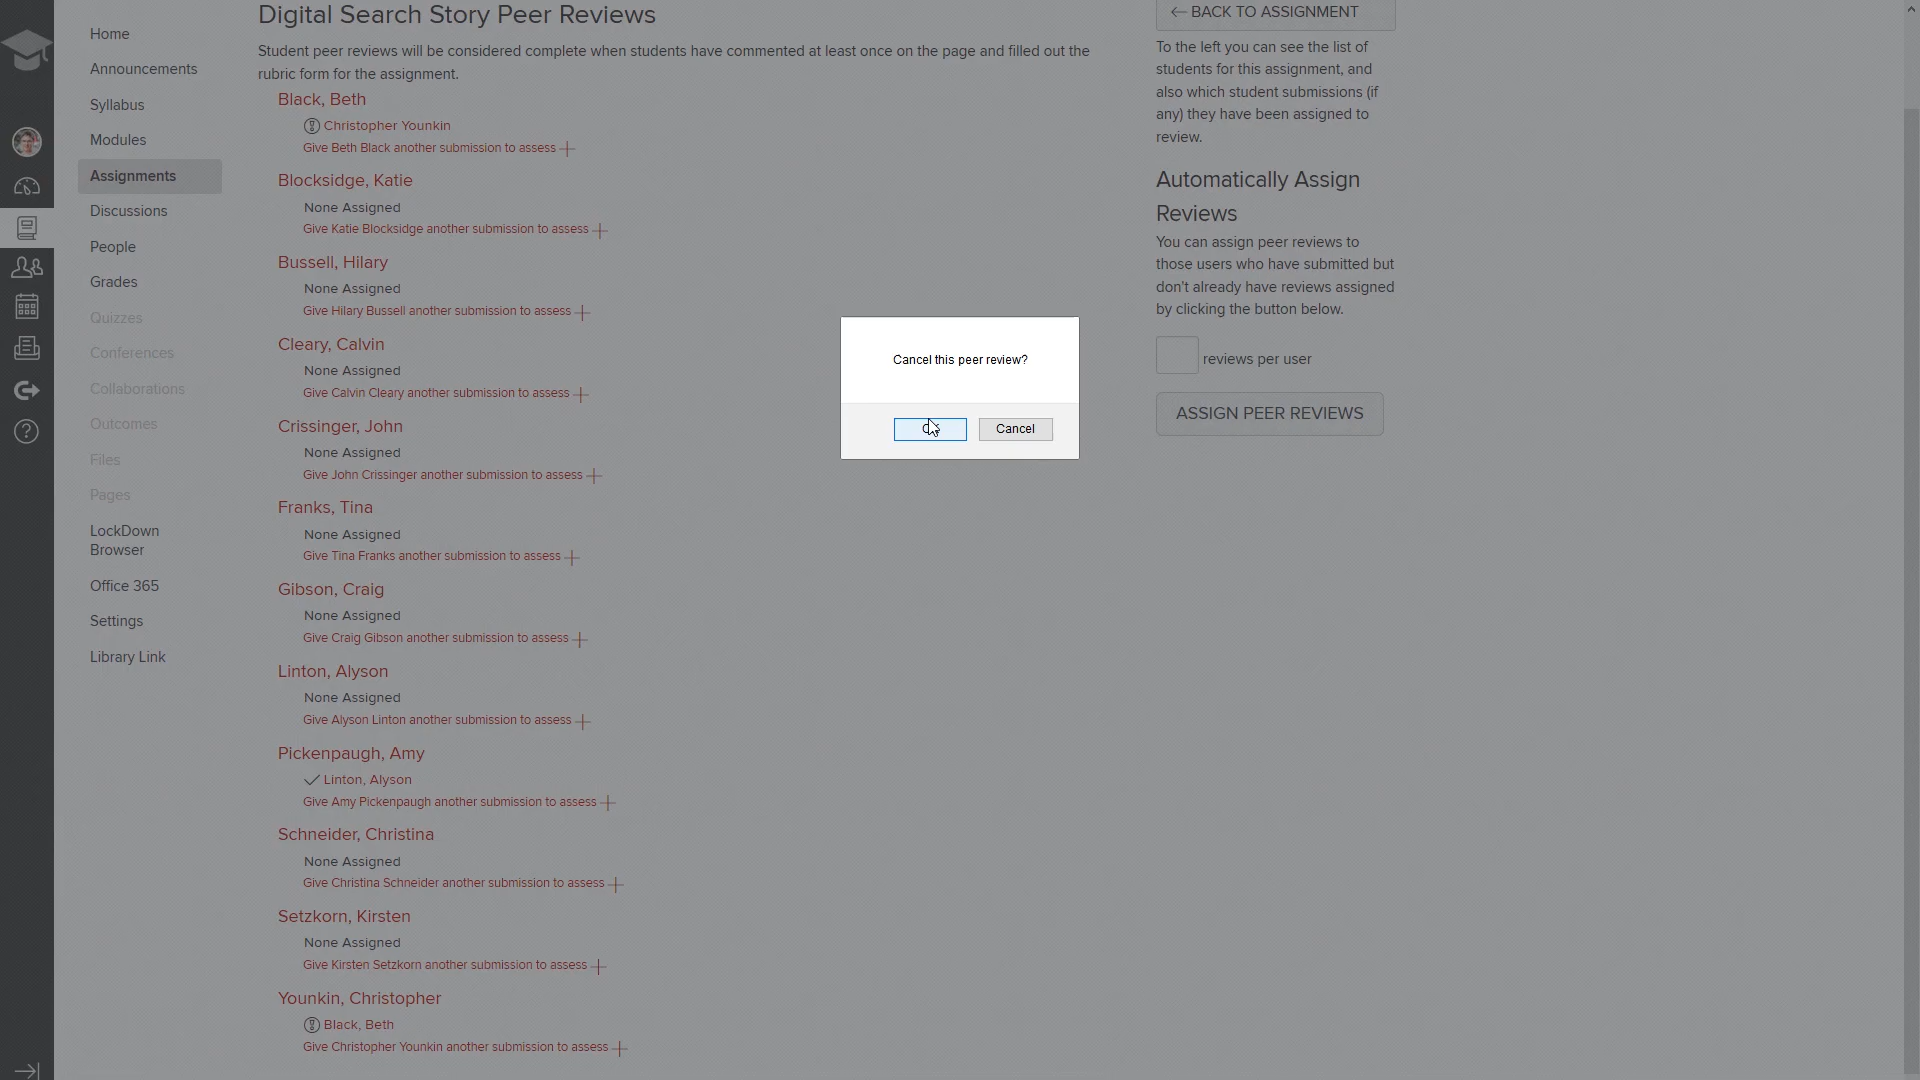 Home
Announcements
Syllabus
Modules
Assignments
Discussions
People
Grades
Quizzes
Conferences
Collaborations
Outcomes
Files
Pages
LockDown
Browser
Office 365
Settings
Library Link
Digital Search Story Peer Reviews
Student peer reviews will be considered complete when students have commented at least once on the page and filled out the
rubric form for the assignment.
Black, Beth
Christopher Younkin
Give Beth Black another submission to assess
Blocksidge, Katie
None Assigned
Give Katie Blocksidge another submission to assess
Bussell, Hilary
None Assigned
Give Hilary Bussell another submission to assess
Cleary, Calvin
None Assigned
Give Calvin Cleary another submission to assess
Crissinger, John
None Assigned
Give John Crissinger another submission to assess
Franks, Tina
None Assigned
Give Tina Franks another submission to assess
Gibson, Craig
None Assigned
Give Craig Gibson another submission to assess
Linton, Alyson
None Assigned
Give Alyson Linton another submission to assess
Pickenpaugh, Amy
Linton, Alyson
Give Amy Pickenpaugh another submission to assess
Schneider, Christina
None Assigned
Give Christina Schneider another submission to assess
Setzkorn, Kirsten
None Assigned
Give Kirsten Setzkorn another submission to assess
Younkin, Christopher
Black, Beth
Give Christopher Younkin another submission to assess
Cancel this peer review?
Cancel
BACK TO ASSIGNMENT
To the left you can see the list of
students for this assignment, and
also which student submissions (if
any) they have been assigned to
review.
Automatically Assign
Reviews
You can assign peer reviews to
those users who have submitted but
don't already have reviews assigned
by clicking the button below.
reviews per user
ASSIGN PEER REVIEWS